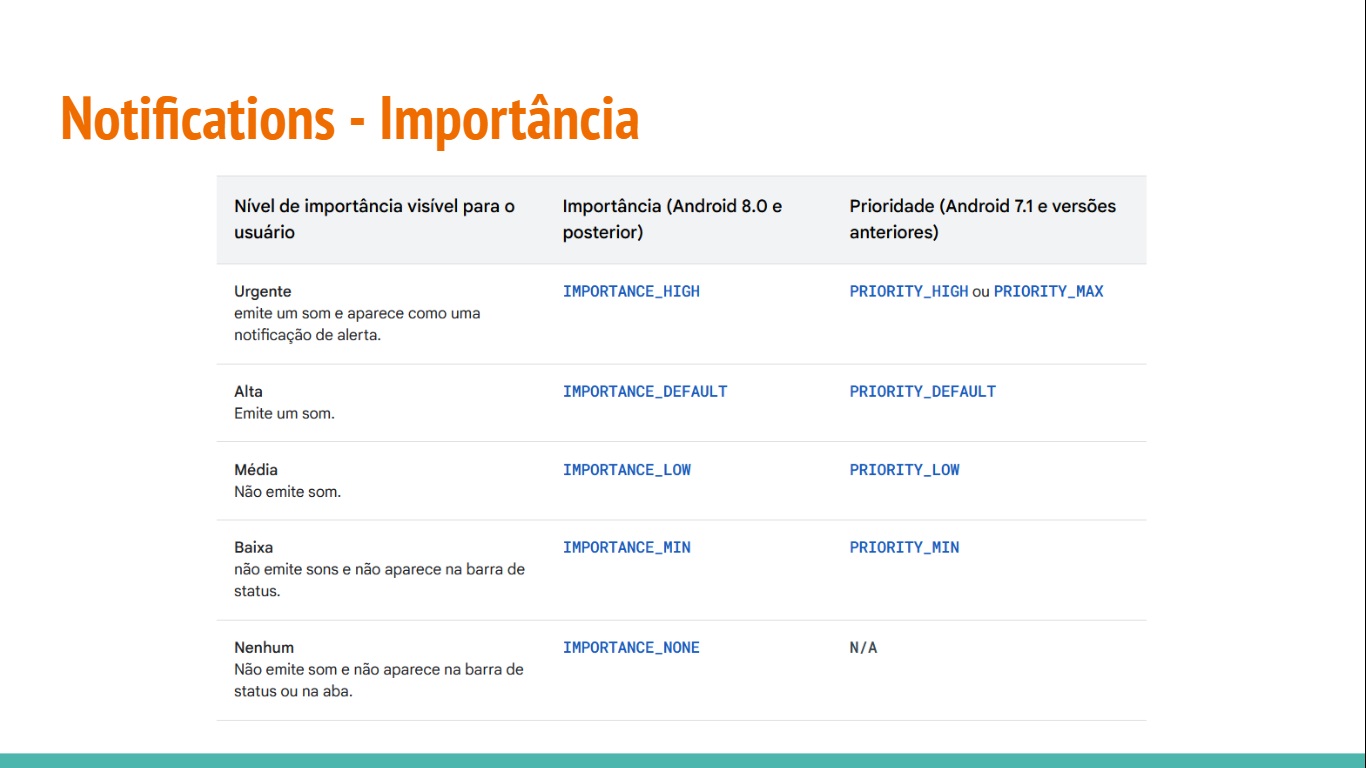 Notifications - Importância
Nível de importância visível para o
usuário
Importância (Android 8.0 e
posterior)
Prioridade (Android 7.1 e versões
anteriores)
Urgente
emite um som e aparece como uma
notificação de alerta.
IMPORTANCE_HIGH
PRIORITY_HIGH ou PRIORITY_MAX
Alta
Emite um som.
IMPORTANCE_DEFAULT
PRIORITY_DEFAULT
Média
Não emite som.
IMPORTANCE_LOW
PRIORITY_LOW
Baixa
não emite sons e não aparece na barra de
status.
IMPORTANCE_MIN
PRIORITY_MIN
Nenhum
Não emite som e não aparece na barra de
status ou na aba.
IMPORTANCE_NONE
N/A